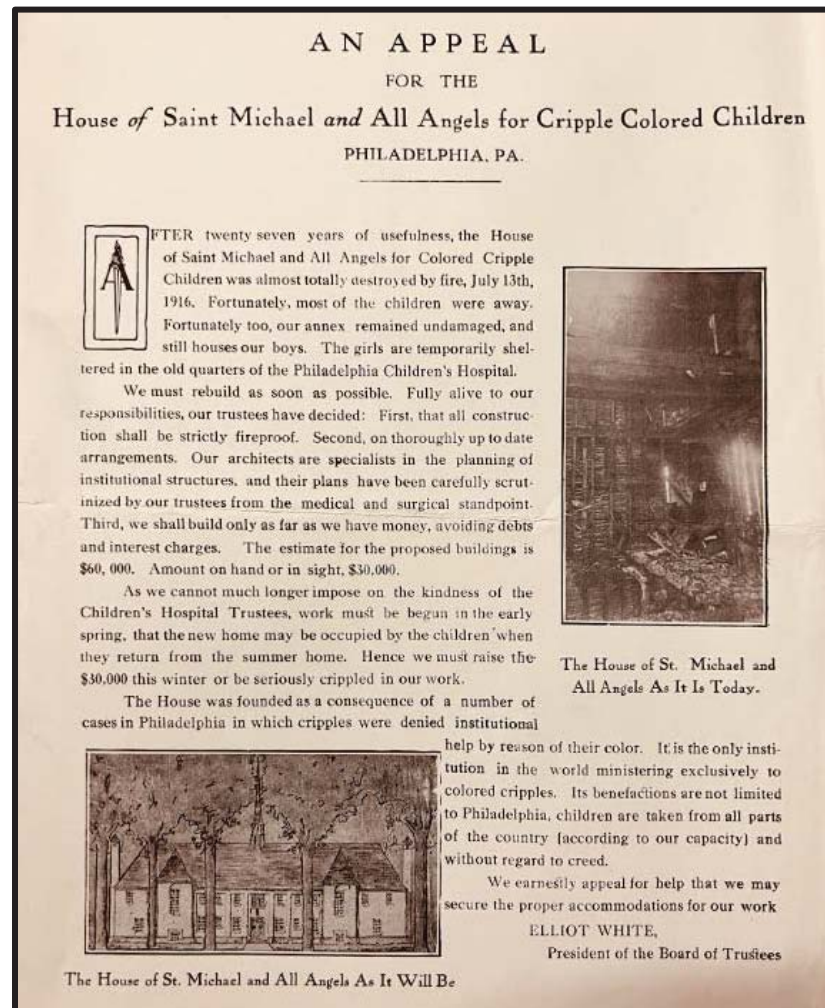 AN APPEAL
FOR THE
House of Saint Michael and All Angels for Cripple Colored Children
PHILADELPHIA, PA.
AFTER twenty seven years of usefulness, the House
of Saint Michael and All Angels for Colored Cripple
Children was almost totally destroyed by fire, July 13th,
1916. Fortunately, most of the children were away.
Fortunately too, our annex remained undamaged, and
still houses our boys. The girls are temporarily shel-
tered in the old quarters of the Philadelphia Children's Hospital.
We must rebuild as soon as possible. Fully alive to our
responsibilities, our trustees have decided: First, that all construc-
tion shall be strictly fireproof. Second, on thoroughly up to date
arrangements. Our architects are specialists in the planning of
institutional structures, and their plans have been carefully scrut-
inized by our trustees from the medical and surgical standpoint.
Third, we shall build only as far as we have money, avoiding debts
and interest charges. The estimate for the proposed buildings is
$60, 000. Amount on hand or in sight, $30,000.
As we cannot much longer impose on the kindness of the
Children's Hospital Trustees, work must be begun in the early
spring, that the new home may be occupied by the children when
they return from the summer home. Hence we must raise the
$30,000 this winter or be seriously crippled in our work.
The House was founded as a consequence of a number of
cases in Philadelphia in which cripples were denied institutional
help by reason of their color. It is the only insti-
tution in the world ministering exclusively to
colored cripples. Its benefactions are not limited
to Philadelphia, children are taken from all parts
of the country (according to our capacity) and
without regard to creed.
We earnestly appeal for help that we may
secure the proper accommodations for our work
ELLIOT WHITE,
President of the Board of Trustees
The House of St. Michael and
All Angels As It Is Today.
The House of St. Michael and All Angels As It Will Be